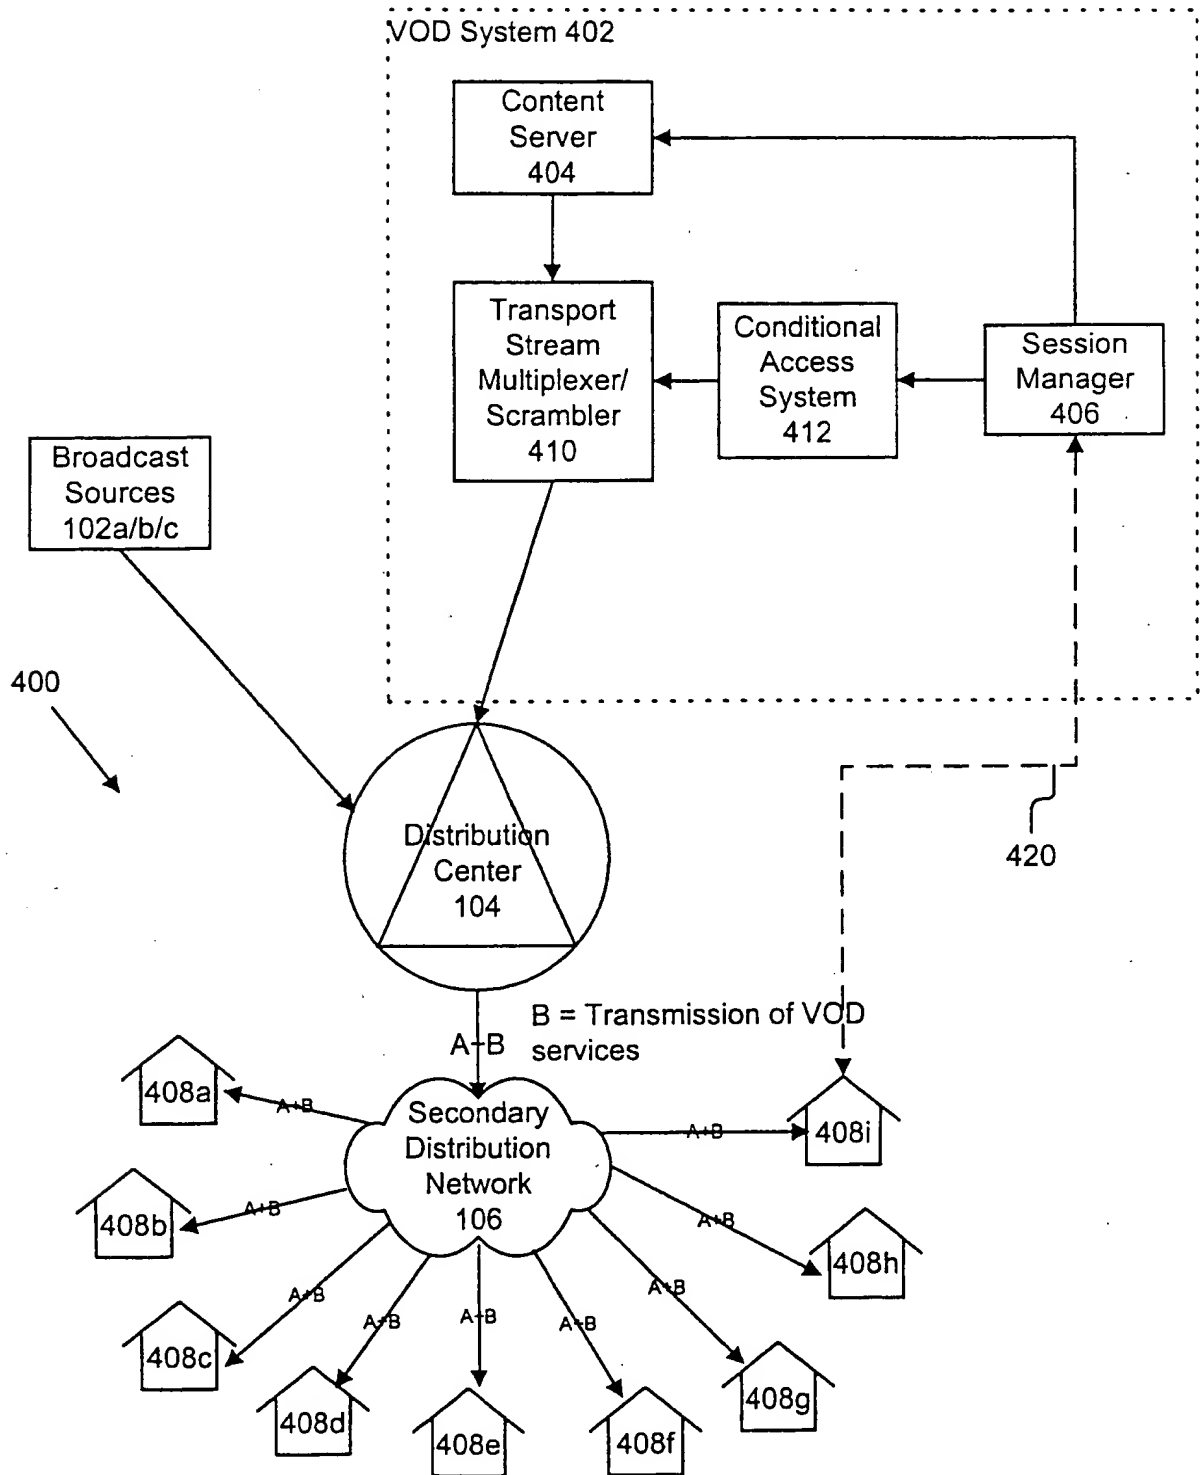 VOD System 402
Content
Server
404
Transport
Stream
Multiplexer/
Scrambler
410
Conditional
Access
System
412
Session
Manager
406
Broadcast
Sources
102a/b/c
400
Distribution
Center
104
420
B = Transmission of VOD
services
A+B
Secondary
Distribution
Network
106
408a
A+B
408b
A+B
408c
A+B
408d
A+B
408e
A+B
408f
A+B
408g
A+B
408h
A+B
408i
A+B